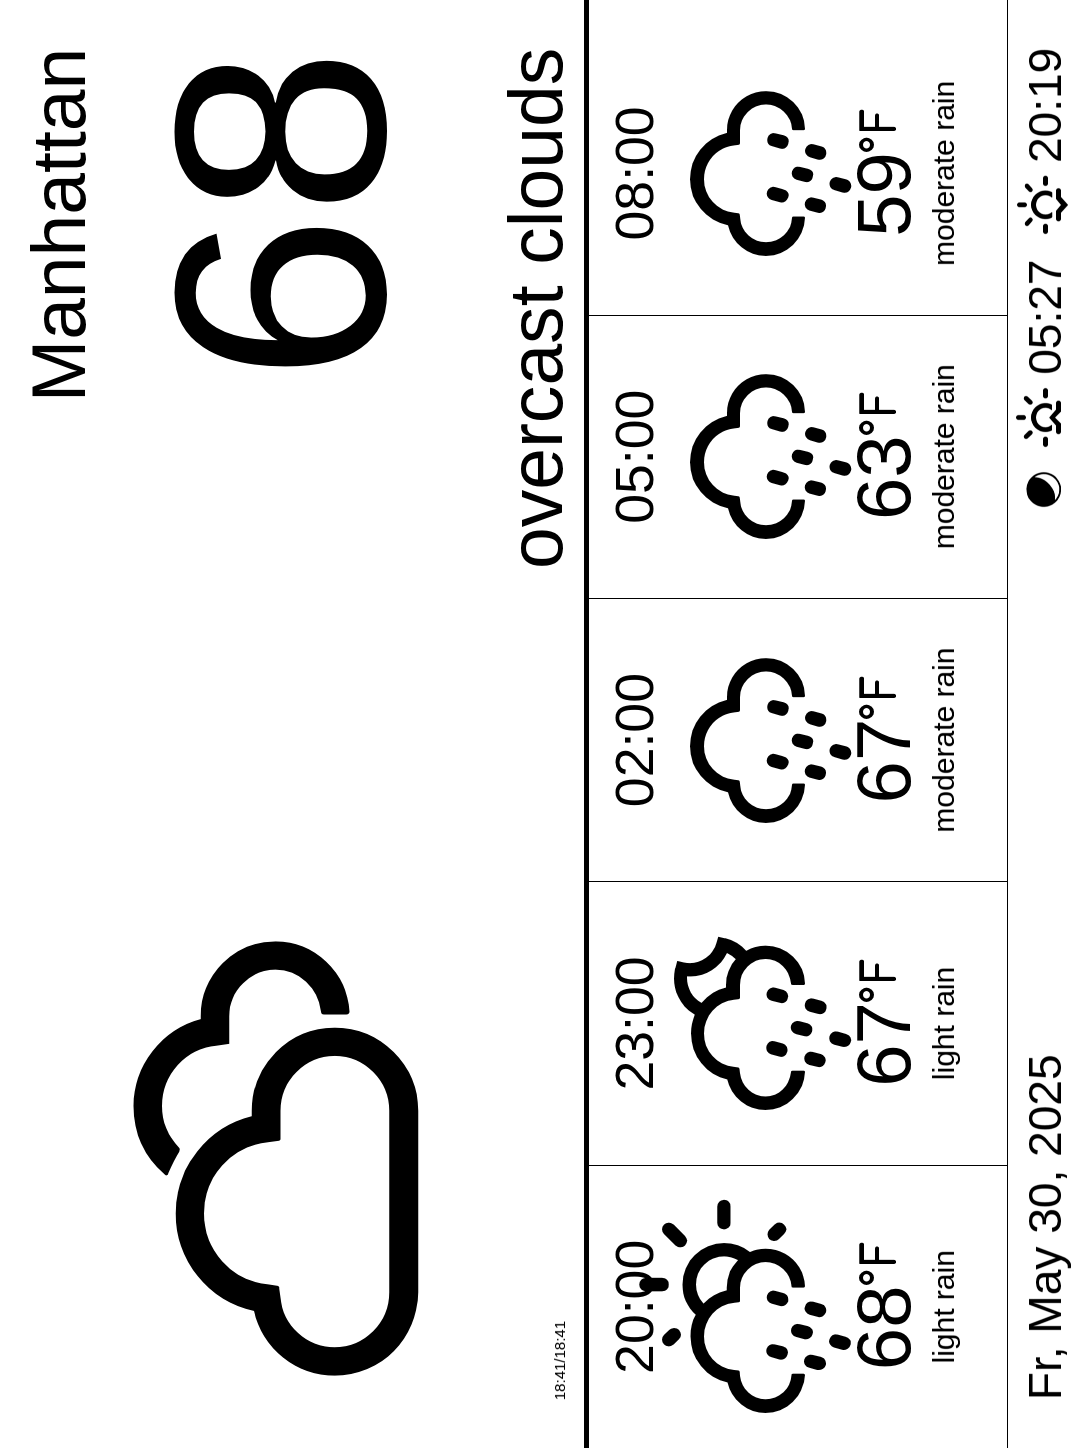 Manhattan
68
overcast clouds
18:41/18:41
20:00
23:00
02:00
05:00
08:00
68°F
67°F
67°F
63°F
59°F
light rain
light rain
moderate rain
moderate rain
moderate rain
Fr, May 30, 2025
05:27
20:19